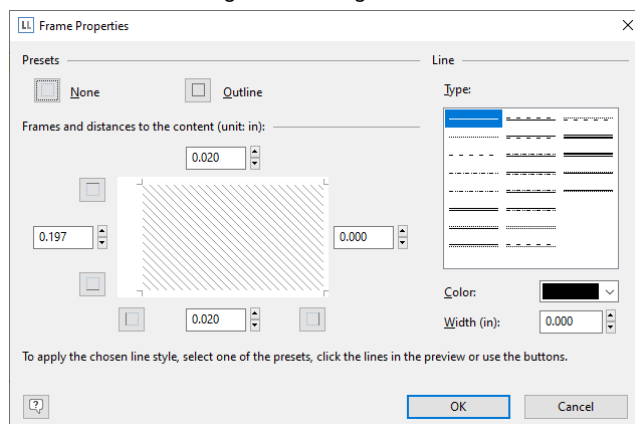 LL Frame Properties
Presets
Line
None
Outline
Type:
Frames and distances to the content (unit: in):
0.020
0.197
0.000
0.020
Color:
Width (in):
0.000
To apply the chosen line style, select one of the presets, click the lines in the preview or use the buttons.
OK
Cancel